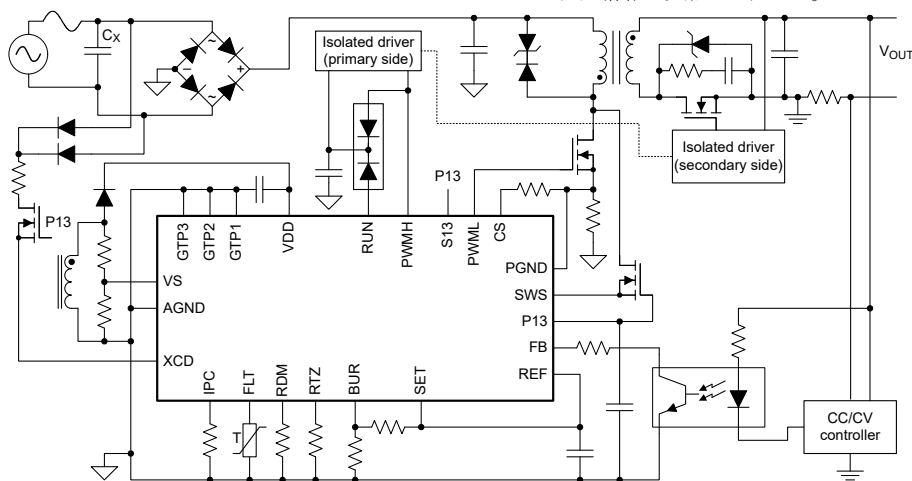 CX
Isolated driver
(primary side)
VOUT
Isolated driver
(secondary side)
P13
P13
GTP3
GTP2
GTP1
VDD
RUN
PWMH
S13
PWML
CS
VS
AGND
XCD
PGND
SWS
P13
FB
REF
IPC
FLT
RDM
RTZ
BUR
SET
T
CC/CV
controller
~
~
−
+